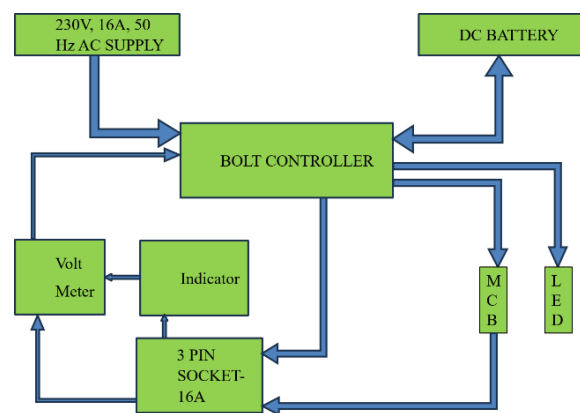 230V, 16A, 50
Hz AC SUPPLY
DC BATTERY
BOLT CONTROLLER
Volt
Meter
Indicator
M
C
B
L
E
D
3 PIN
SOCKET-
16A